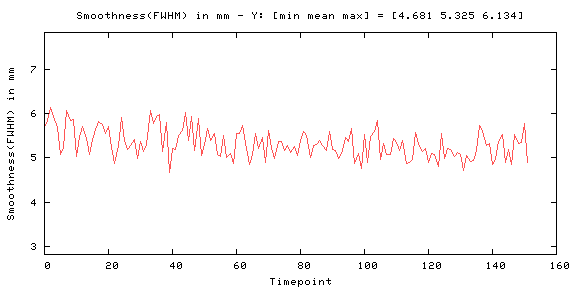 Smoothness(FWHM) in mm - Y: [min mean max] = [4.681 5.325 6.134]
Smoothness(FWHM) in mm
7
6
5
4
3
0 20 40 60 80 100 120 140 160
Timepoint